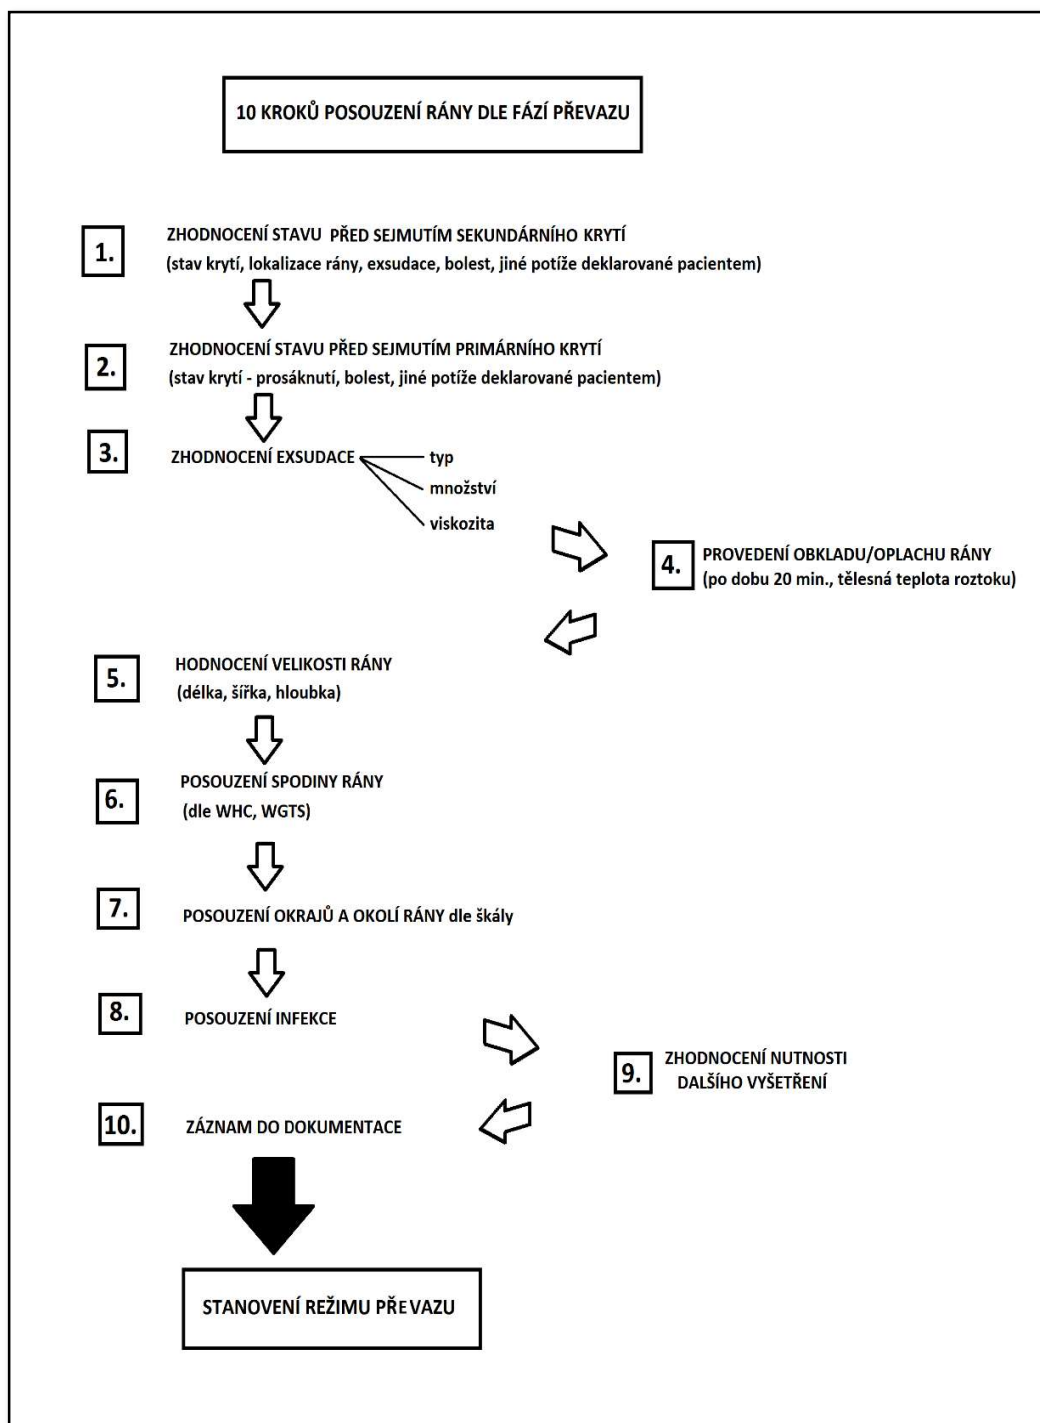 10 KROKŮ POSOUZENÍ RÁNY DLE FÁZÍ PŘEVAZU
1. ZHODNOCENÍ STAVU PŘED SEJMUTÍM SEKUNDÁRNÍHO KRYTÍ
(stav krytí, lokalizace rány, exsudace, bolest, jiné potíže deklarované pacientem)
2. ZHODNOCENÍ STAVU PŘED SEJMUTÍM PRIMÁRNÍHO KRYTÍ
(stav krytí - prosáknutí, bolest, jiné potíže deklarované pacientem)
3. ZHODNOCENÍ EXSUDACE
typ
množství
viskozita
4. PROVEDENÍ OBKLADU/OPLACHU RÁNY
(po dobu 20 min., tělesná teplota roztoku)
5. HODNOCENÍ VELIKOSTI RÁNY
(délka, šířka, hloubka)
6. POSOUZENÍ SPODINY RÁNY
(dle WHC, WGTS)
7. POSOUZENÍ OKRAJŮ A OKOLÍ RÁNY dle škály
8. POSOUZENÍ INFEKCE
9. ZHODNOCENÍ NUTNOSTI
DALŠÍHO VYŠETŘENÍ
10. ZÁZNAM DO DOKUMENTACE
STANOVENÍ REŽIMU PŘEVAZU